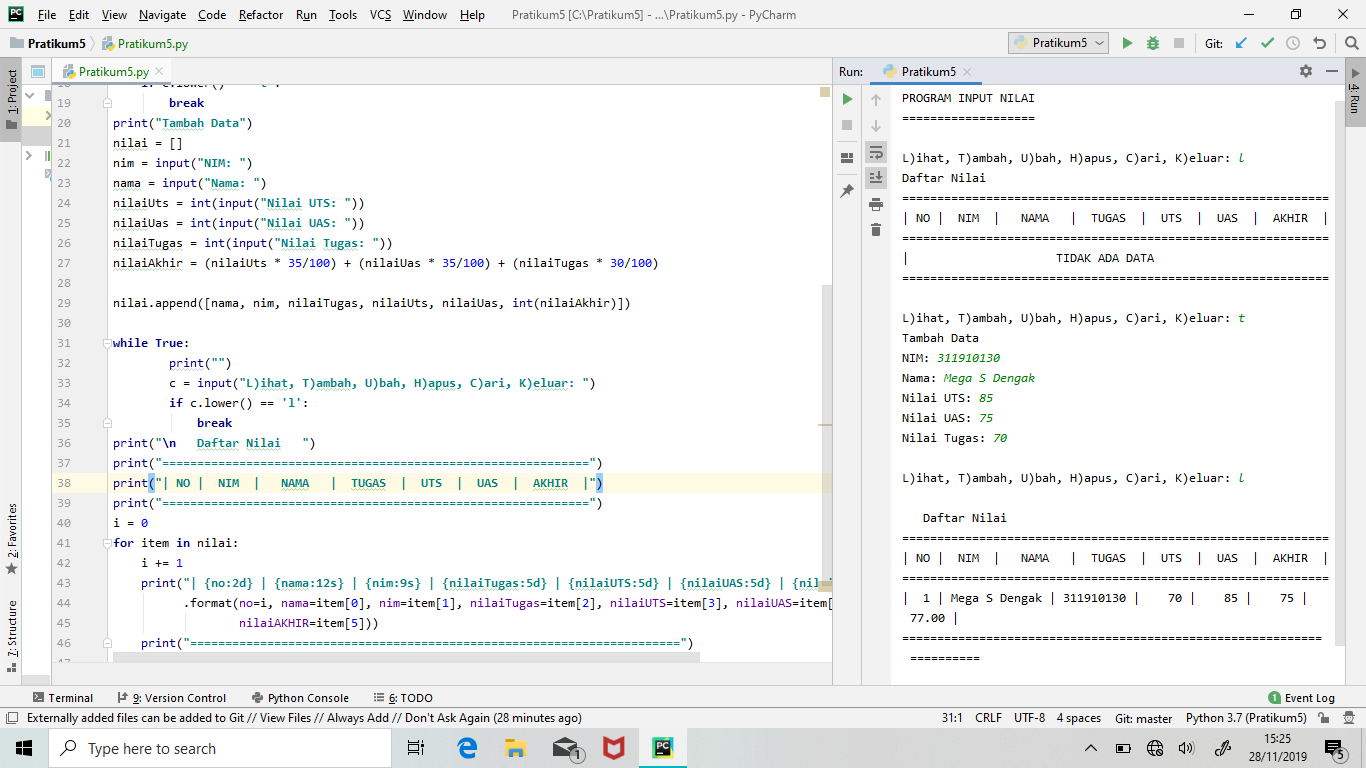 File Edit View Navigate Code Refactor Run Tools VCS Window Help Pratikum5 [C:\Pratikum5] - ...\Pratikum5.py - PyCharm
Pratikum5 Pratikum5.py Pratikum5 Git:
1: Project
Pratikum5.py
19 break
20 print("Tambah Data")
21 nilai = []
22 nim = input("NIM: ")
23 nama = input("Nama: ")
24 nilaiUts = int(input("Nilai UTS: "))
25 nilaiUas = int(input("Nilai UAS: "))
26 nilaiTugas = int(input("Nilai Tugas: "))
27 nilaiAkhir = (nilaiUts * 35/100) + (nilaiUas * 35/100) + (nilaiTugas * 30/100)
28
29 nilai.append([nama, nim, nilaiTugas, nilaiUts, nilaiUas, int(nilaiAkhir)])
30
31 while True:
32 print("")
33 c = input("L)ihat, T)ambah, U)bah, H)apus, C)ari, K)eluar: ")
34 if c.lower() == 'l':
35 break
36 print("\n   Daftar Nilai   ")
37 print("=============================================================")
38 print("| NO |  NIM  |   NAMA   |  TUGAS  |  UTS  |  UAS  |  AKHIR  |")
39 print("=============================================================")
40 i = 0
41 for item in nilai:
42 i += 1
43 print("| {no:2d} | {nama:12s} | {nim:9s} | {nilaiTugas:5d} | {nilaiUTS:5d} | {nilaiUAS:5d} | {nil
44 .format(no=i, nama=item[0], nim=item[1], nilaiTugas=item[2], nilaiUTS=item[3], nilaiUAS=item[
45 nilaiAKHIR=item[5]))
46 print("======================================================================")
2: Favorites
7: Structure
Run: Pratikum5
4: Run
PROGRAM INPUT NILAI
===================
L)ihat, T)ambah, U)bah, H)apus, C)ari, K)eluar: l
Daftar Nilai
=============================================================
| NO |  NIM  |   NAMA   |  TUGAS  |  UTS  |  UAS  |  AKHIR  |
=============================================================
|                     TIDAK ADA DATA
=============================================================
L)ihat, T)ambah, U)bah, H)apus, C)ari, K)eluar: t
Tambah Data
NIM: 311910130
Nama: Mega S Dengak
Nilai UTS: 85
Nilai UAS: 75
Nilai Tugas: 70
L)ihat, T)ambah, U)bah, H)apus, C)ari, K)eluar: l
Daftar Nilai
=============================================================
| NO |  NIM  |   NAMA   |  TUGAS  |  UTS  |  UAS  |  AKHIR  |
=============================================================
|  1 | Mega S Dengak | 311910130 |    70 |    85 |    75 |
77.00 |
============================================================
==========
Terminal 9: Version Control Python Console 6: TODO 1 Event Log
Externally added files can be added to Git // View Files // Always Add // Don't Ask Again (28 minutes ago) 31:1 CRLF UTF-8 4 spaces Git: master Python 3.7 (Pratikum5)
Type here to search 1 15:25
28/11/2019 5